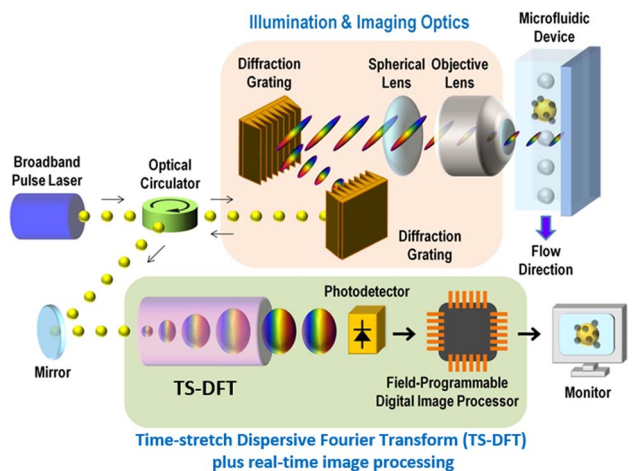 Illumination & Imaging Optics
Microfluidic
Device
Diffraction
Grating
Spherical
Lens
Objective
Lens
Broadband
Pulse Laser
Optical
Circulator
Diffraction
Grating
Flow
Direction
Mirror
TS-DFT
Photodetector
Field-Programmable
Digital Image Processor
Monitor
Time-stretch Dispersive Fourier Transform (TS-DFT)
plus real-time image processing